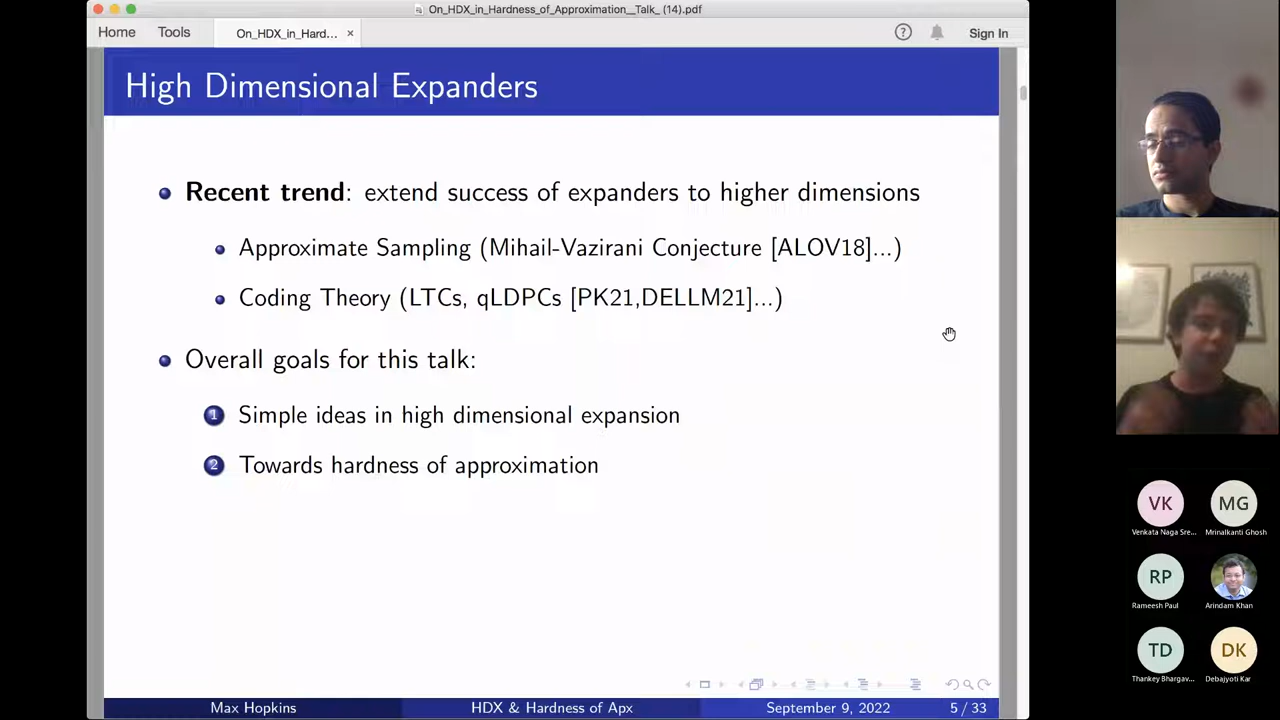 On_HDX_in_Hardness_of_Approximation__Talk_ (14).pdf
Home
Tools
On_HDX_in_Hard...
Sign In
High Dimensional Expanders
Recent trend: extend success of expanders to higher dimensions
Approximate Sampling (Mihail-Vazirani Conjecture [ALOV18]...)
Coding Theory (LTCs, qLDPCs [PK21,DELLM21]...)
Overall goals for this talk:
1 Simple ideas in high dimensional expansion
2 Towards hardness of approximation
Max Hopkins
HDX & Hardness of Apx
September 9, 2022
5 / 33
VK
MG
Venkata Naga Sre...
Mrinalkanti Ghosh
RP
Rameesh Paul
Arindam Khan
TD
DK
Thankey Bhargav...
Debajyoti Kar